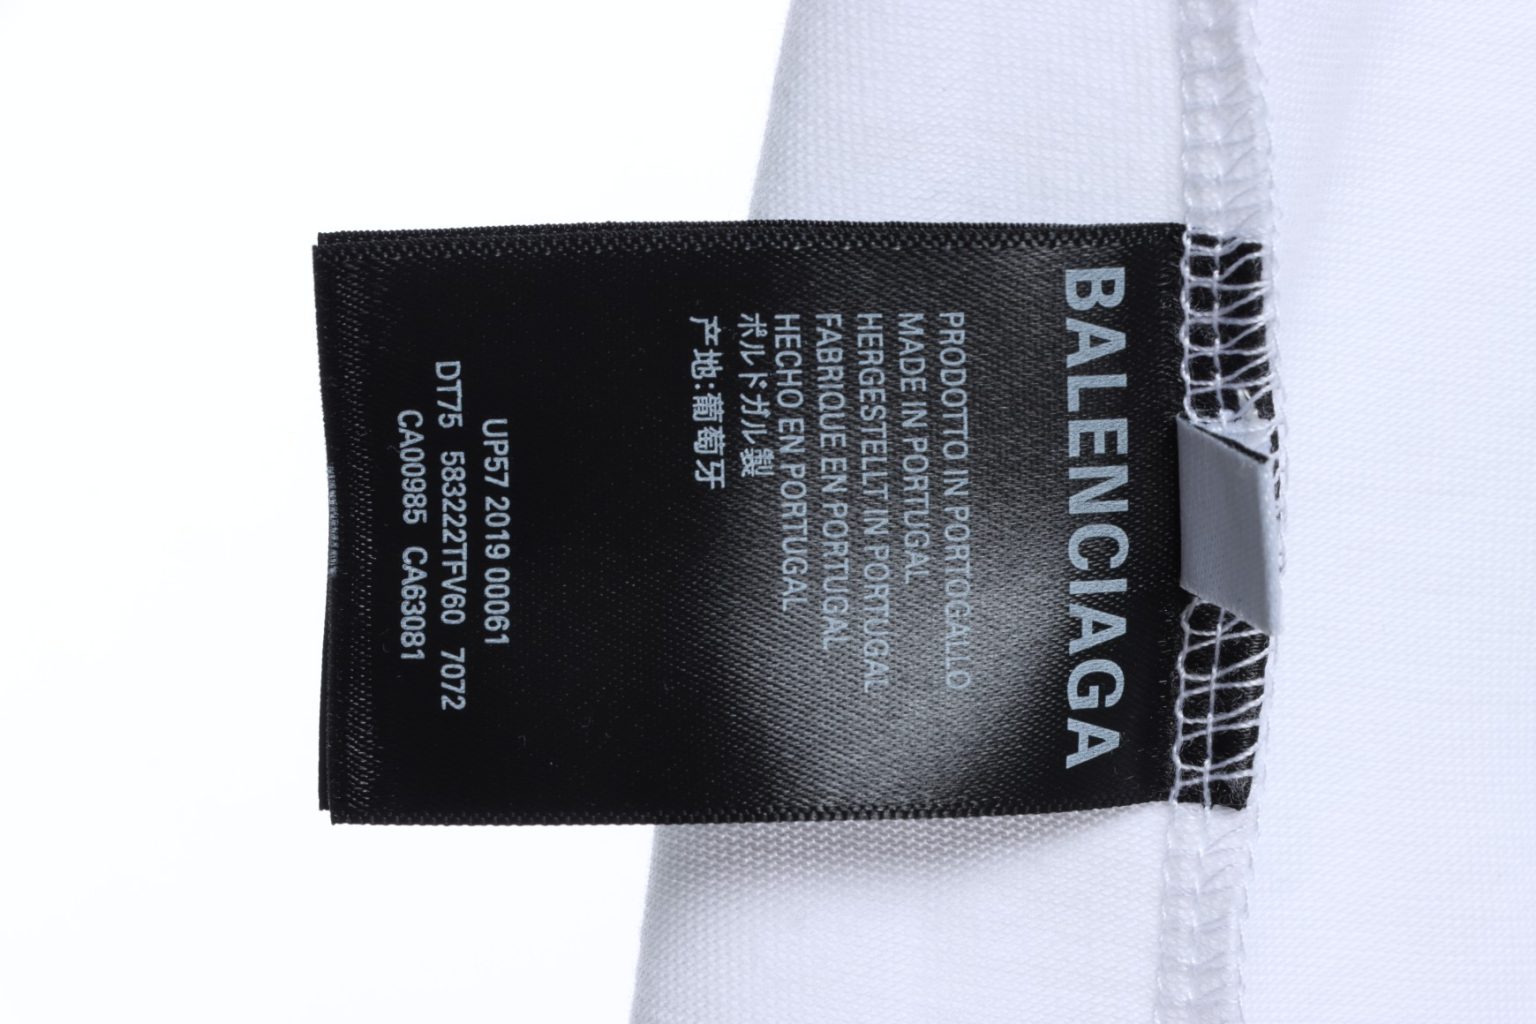 BALENCIAGA
PRODOTTO IN PORTOGALLO
MADE IN PORTUGAL
HERGESTELLT IN PORTUGAL
FABRIQUE EN PORTUGAL
HECHO EN PORTUGAL
ポルトガル製
产地:葡萄牙
UP57 2019 00061
DT75 583222TFV60 7072
CA00985 CA63081